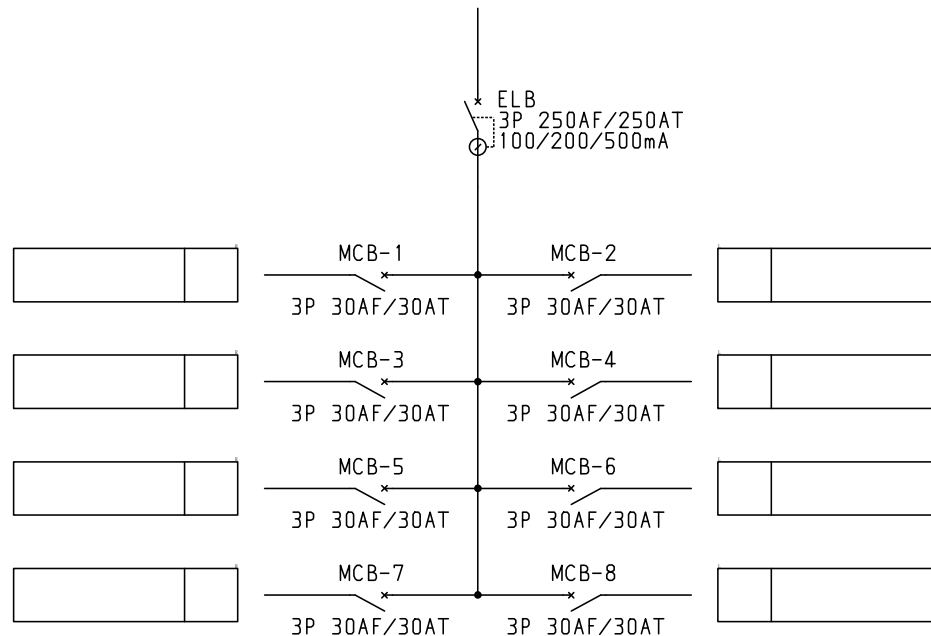 ELB
3P 250AF/250AT
100/200/500mA
MCB-1
3P 30AF/30AT
MCB-2
3P 30AF/30AT
MCB-3
3P 30AF/30AT
MCB-4
3P 30AF/30AT
MCB-5
3P 30AF/30AT
MCB-6
3P 30AF/30AT
MCB-7
3P 30AF/30AT
MCB-8
3P 30AF/30AT